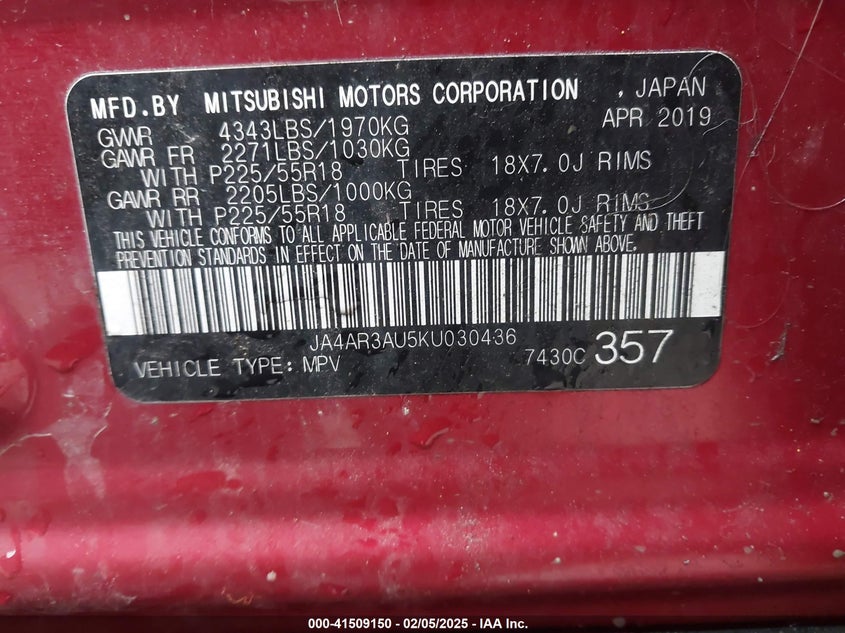 MFD.BY MITSUBISHI MOTORS CORPORATION , JAPAN
APR 2019
GVWR 4343LBS/1970KG
GAWR FR 2271LBS/1030KG
WITH P225/55R18 TIRES 18X7.0J RIMS
GAWR RR 2205LBS/1000KG
WITH P225/55R18 TIRES 18X7.0J RIMS
THIS VEHICLE CONFORMS TO ALL APPLICABLE FEDERAL MOTOR VEHICLE SAFETY AND THEFT
PREVENTION STANDARDS IN EFFECT ON THE DATE OF MANUFACTURE SHOWN ABOVE.
JA4AR3AU5KU030436
VEHICLE TYPE: MPV 7430C 357
000-41509150 - 02/05/2025 - IAA Inc.